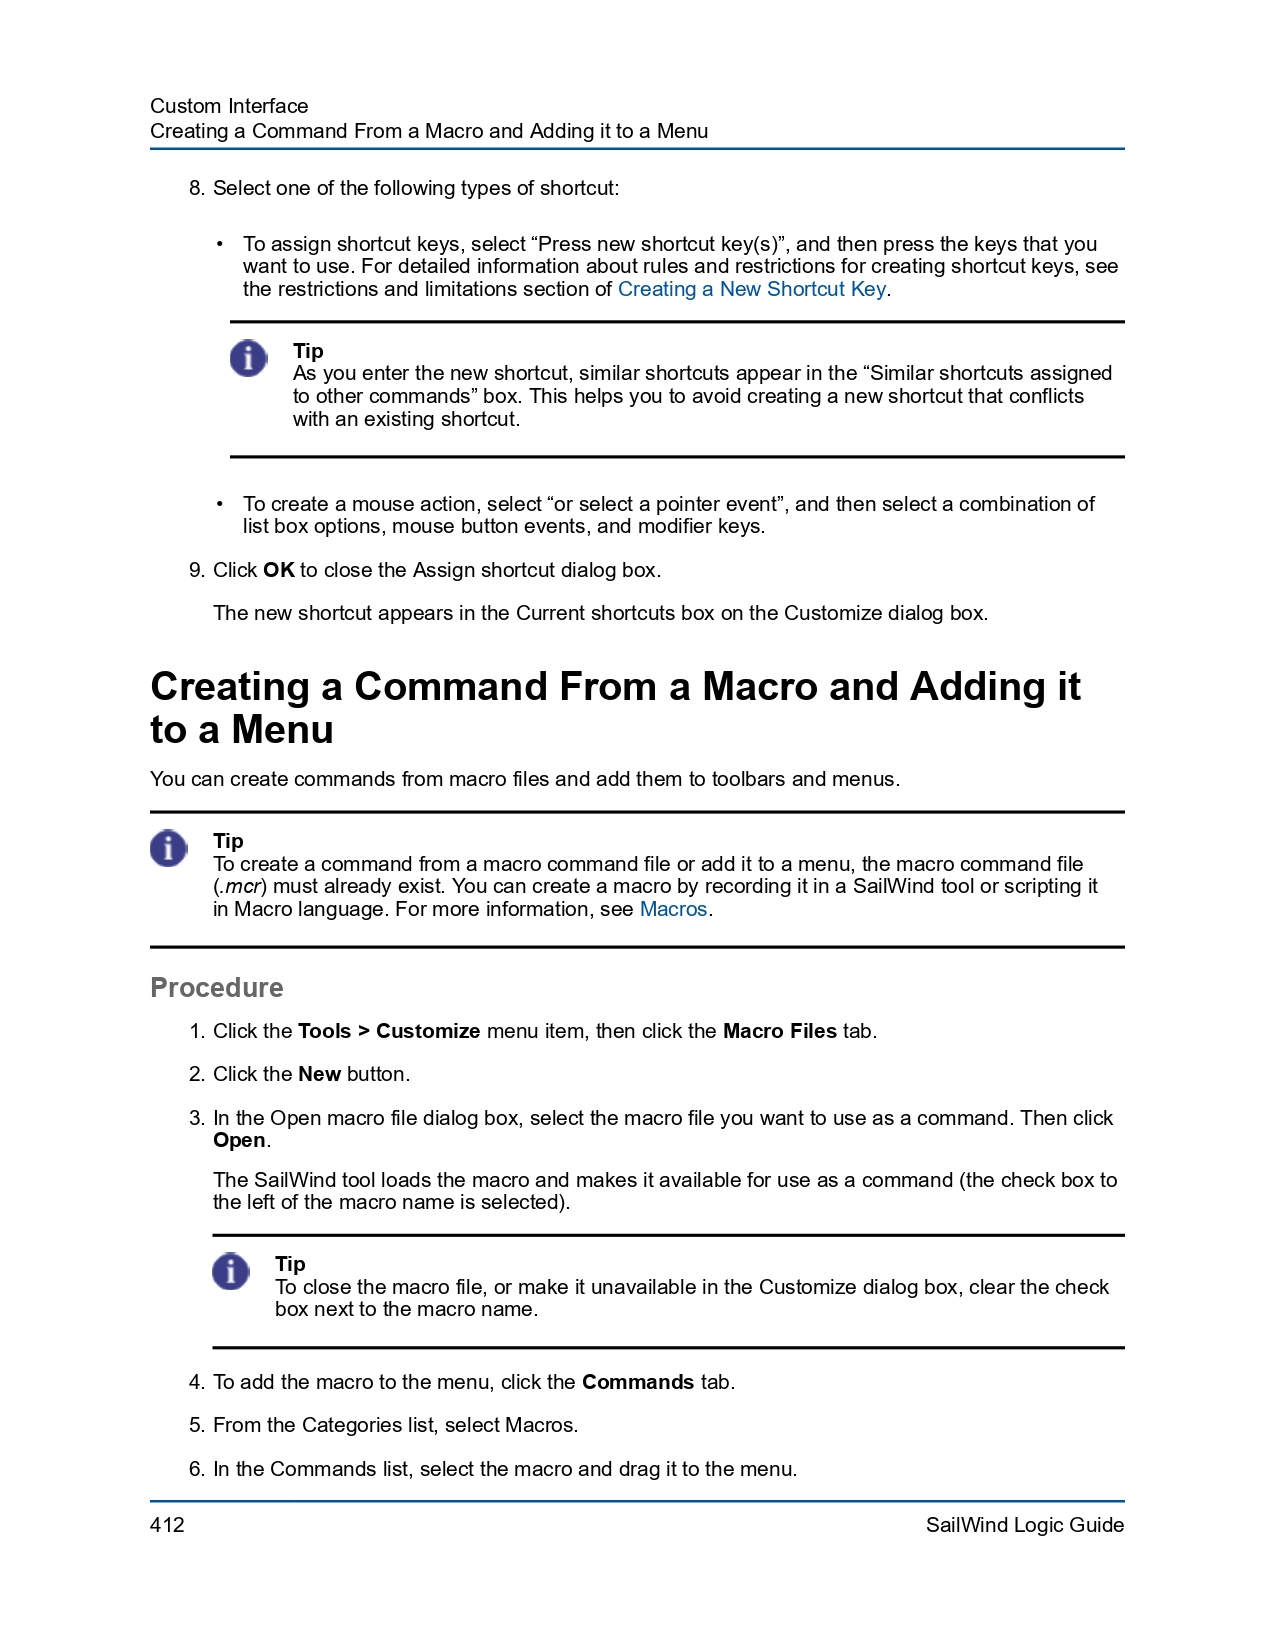 Custom Interface
Creating a Command From a Macro and Adding it to a Menu
8. Select one of the following types of shortcut:
• To assign shortcut keys, select “Press new shortcut key(s)”, and then press the keys that you
want to use. For detailed information about rules and restrictions for creating shortcut keys, see
the restrictions and limitations section of Creating a New Shortcut Key.
Tip
As you enter the new shortcut, similar shortcuts appear in the “Similar shortcuts assigned
to other commands” box. This helps you to avoid creating a new shortcut that conflicts
with an existing shortcut.
• To create a mouse action, select “or select a pointer event”, and then select a combination of
list box options, mouse button events, and modifier keys.
9. Click OK to close the Assign shortcut dialog box.
The new shortcut appears in the Current shortcuts box on the Customize dialog box.
Creating a Command From a Macro and Adding it
to a Menu
You can create commands from macro files and add them to toolbars and menus.
Tip
To create a command from a macro command file or add it to a menu, the macro command file
(.mcr) must already exist. You can create a macro by recording it in a SailWind tool or scripting it
in Macro language. For more information, see Macros.
Procedure
1. Click the Tools > Customize menu item, then click the Macro Files tab.
2. Click the New button.
3. In the Open macro file dialog box, select the macro file you want to use as a command. Then click
Open.
The SailWind tool loads the macro and makes it available for use as a command (the check box to
the left of the macro name is selected).
Tip
To close the macro file, or make it unavailable in the Customize dialog box, clear the check
box next to the macro name.
4. To add the macro to the menu, click the Commands tab.
5. From the Categories list, select Macros.
6. In the Commands list, select the macro and drag it to the menu.
412
SailWind Logic Guide